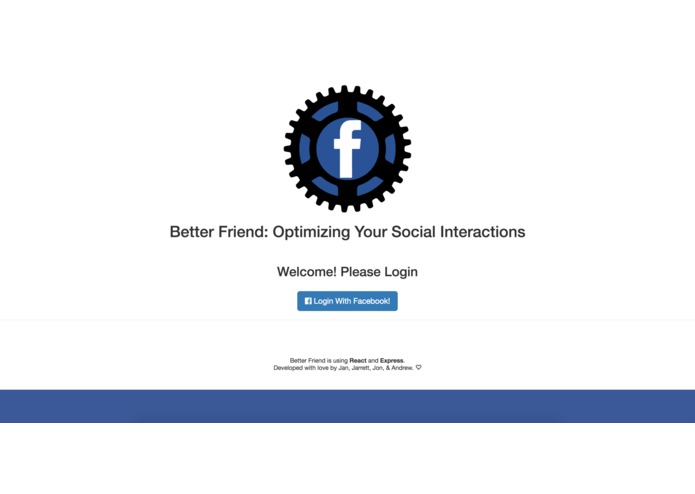 f
Better Friend: Optimizing Your Social Interactions
Welcome! Please Login
Login With Facebook!
Better Friend is using React and Express.
Developed with love by Jan, Jarrett, Jon, & Andrew.